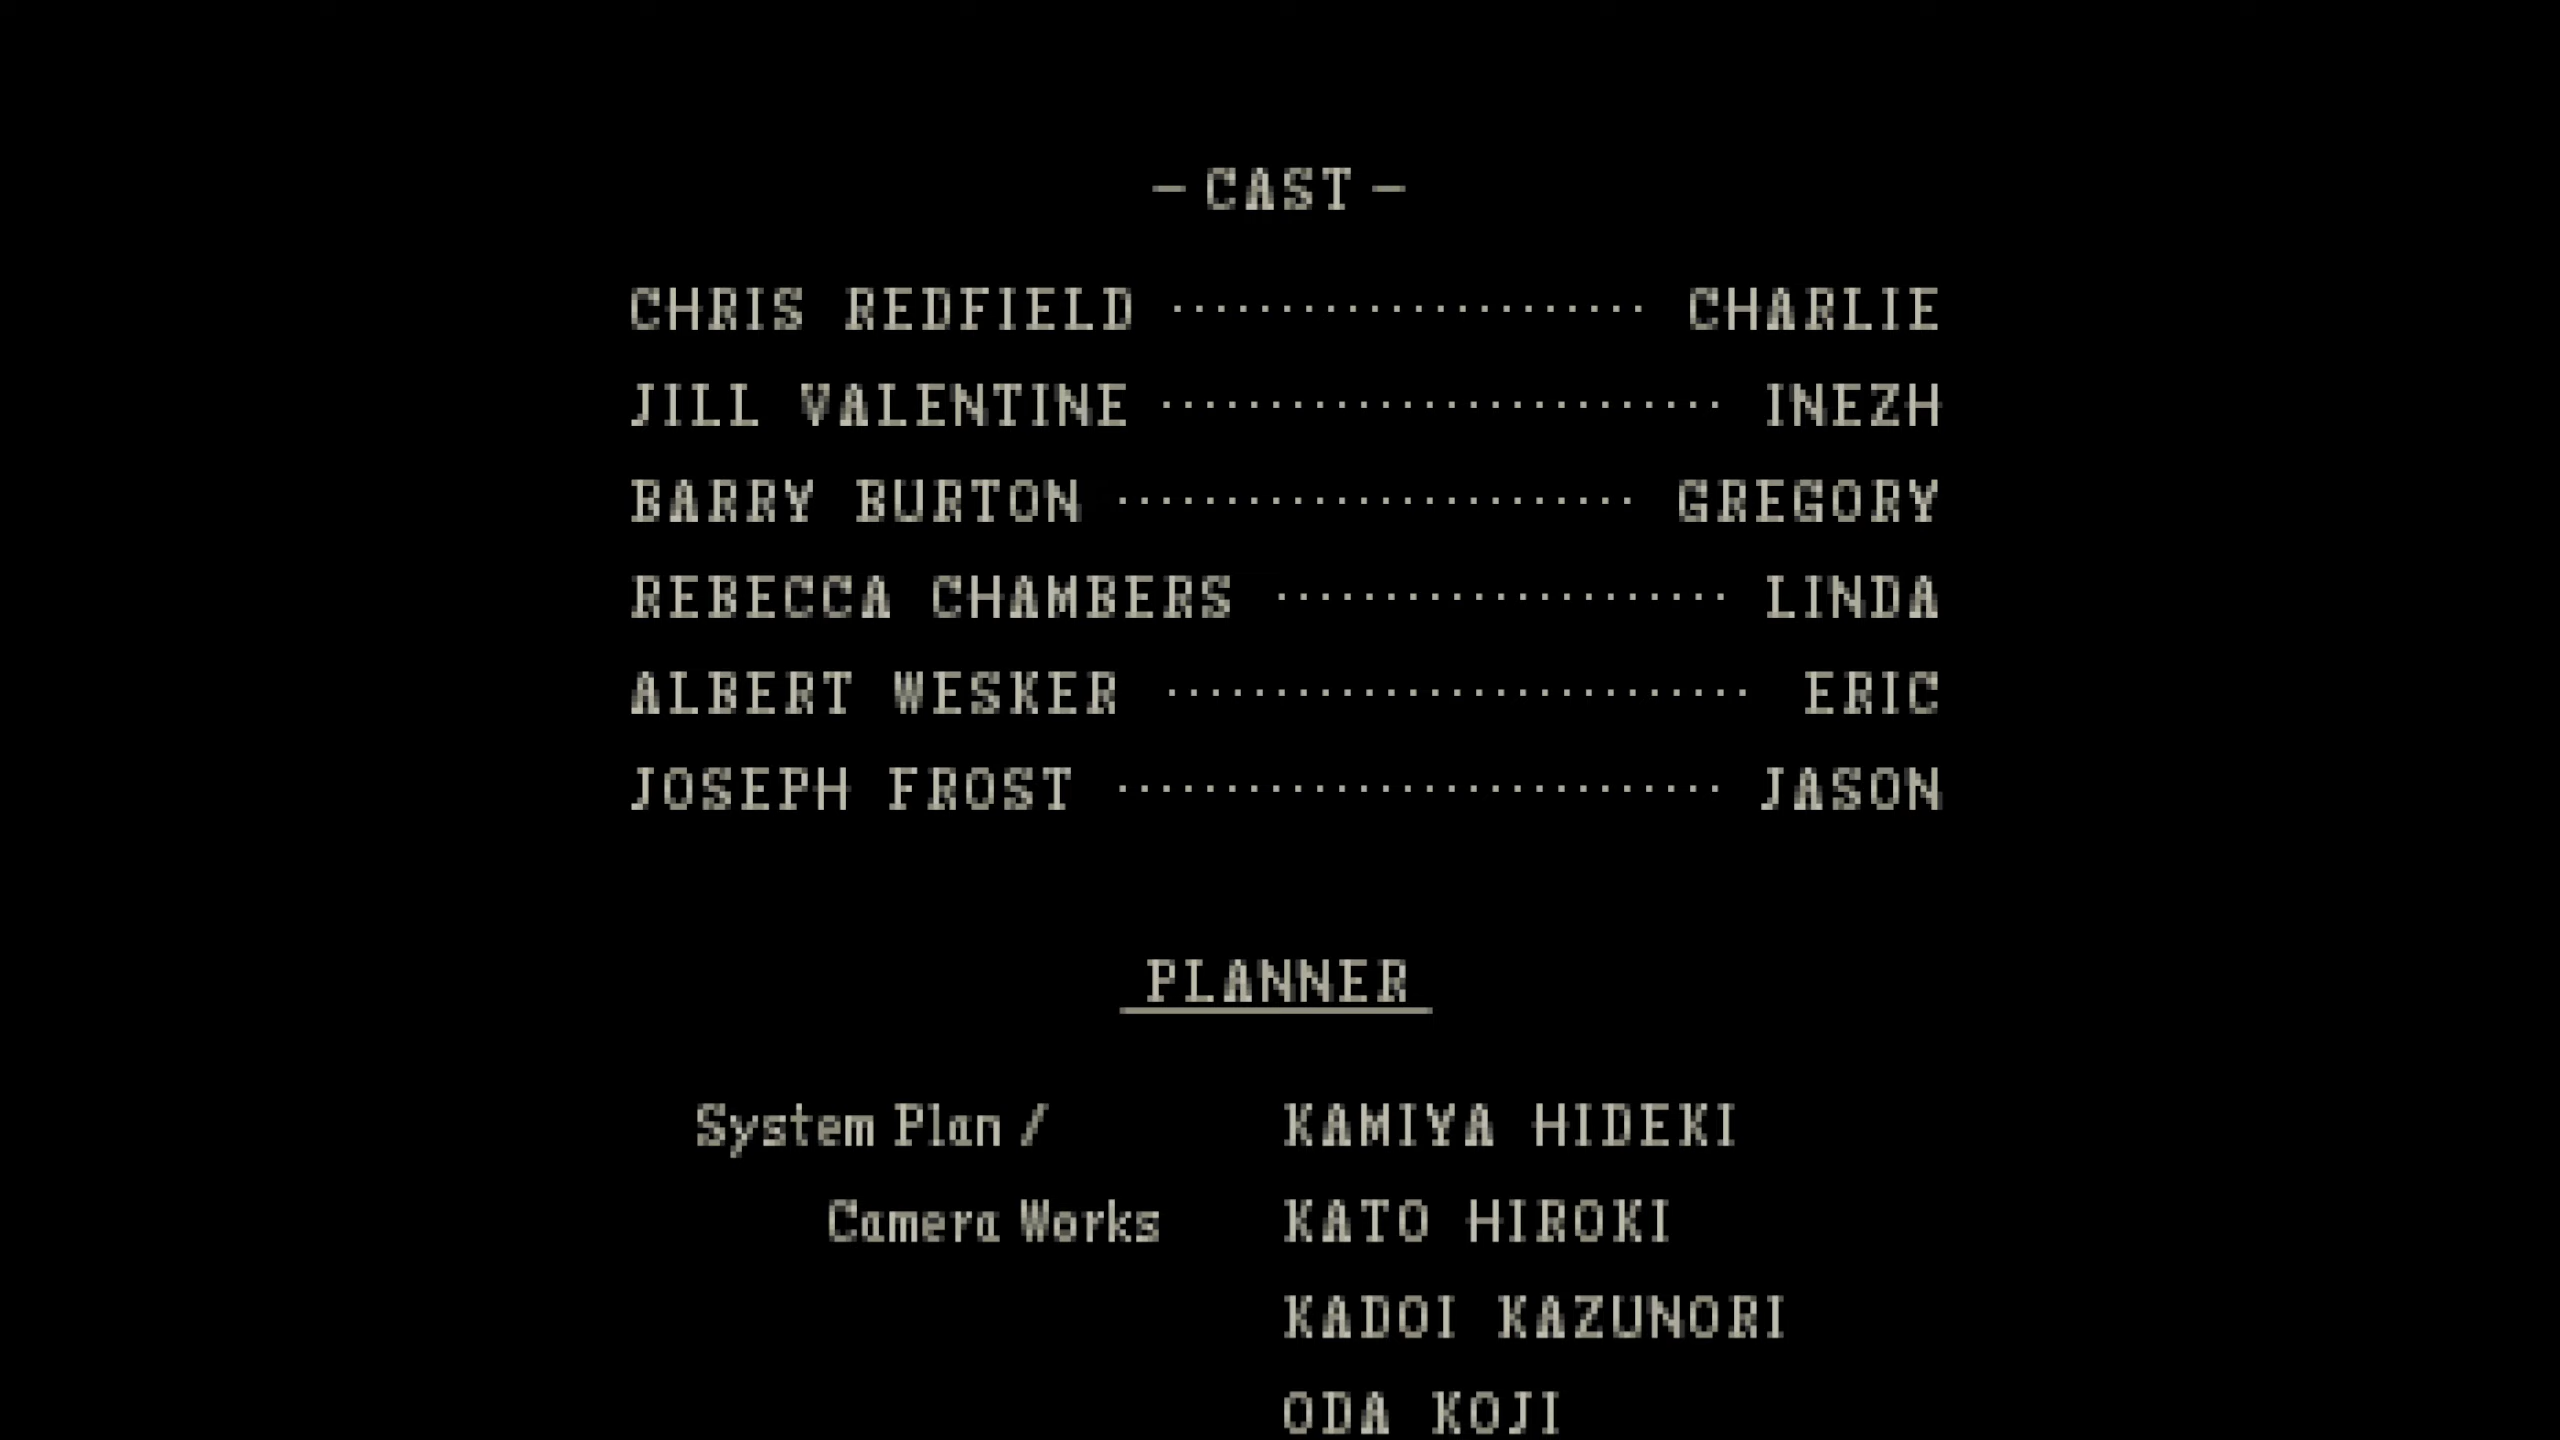 -CAST-
CHRIS REDFIELD ······················ CHARLIE
JILL VALENTINE ·························· INEZH
BARRY BURTON ························ GREGORY
REBECCA CHAMBERS ····················· LINDA
ALBERT WESKER ··························· ERIC
JOSEPH FROST ···························· JASON
PLANNER
System Plan / KAMIYA HIDEKI
Camera Works KATO HIROKI
KADOI KAZUNORI
ODA KOJI